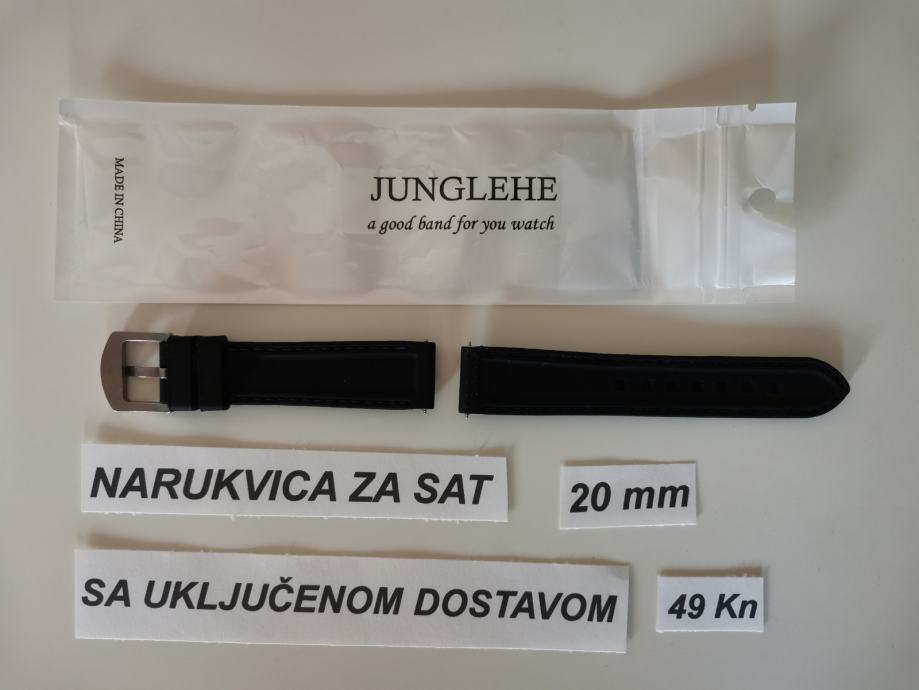 MADE IN CHINA
JUNGLEHE
a good band for you watch
NARUKVICA ZA SAT
20 mm
SA UKLJUČENOM DOSTAVOM
49 Kn